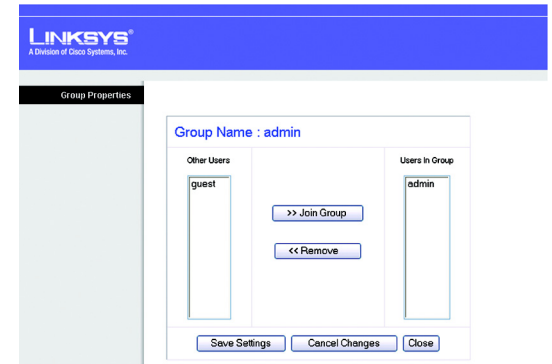 LINKSYS®
A Division of Cisco Systems, Inc.
Group Properties
Group Name : admin
Other Users
Users In Group
guest
admin
>> Join Group
<< Remove
Save Settings
Cancel Changes
Close